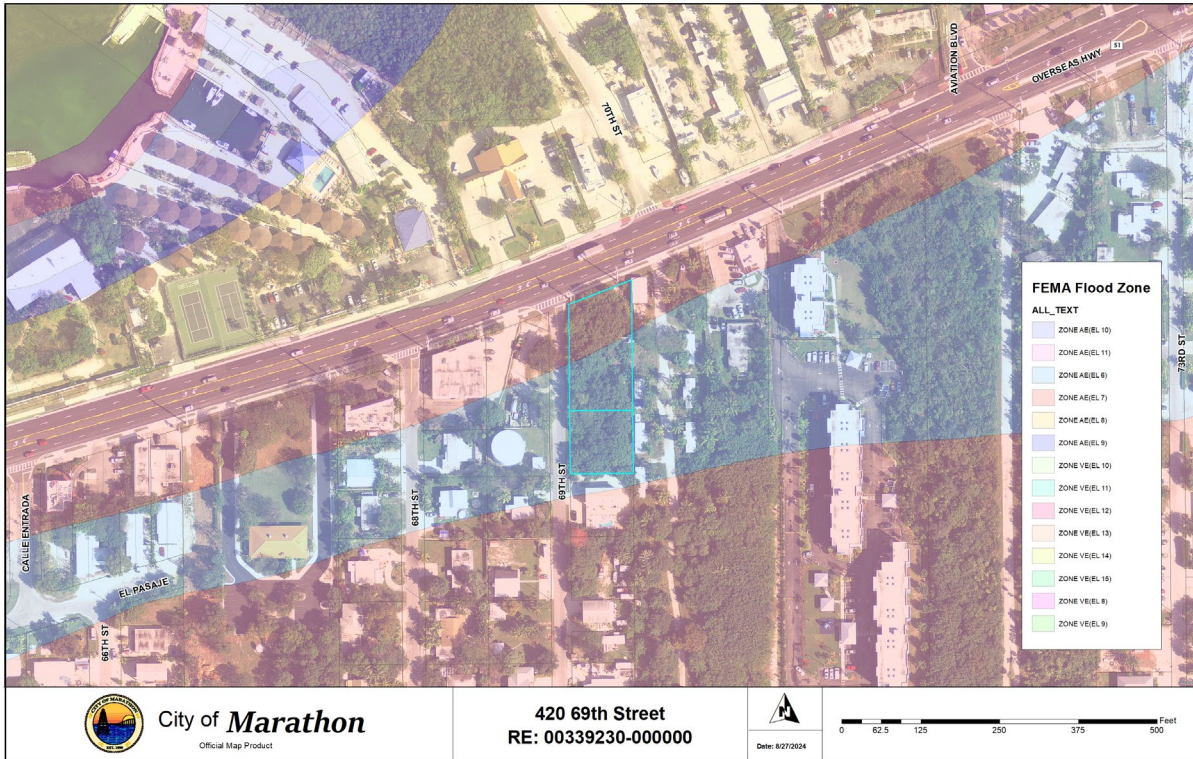 AVIATION BLVD
51
OVERSEAS HWY
70TH ST
73RD ST
69TH ST
68TH ST
CALLE ENTRADA
EL PASAJE
66TH ST
FEMA Flood Zone
ALL_TEXT
ZONE AE(EL 10)
ZONE AE(EL 11)
ZONE AE(EL 6)
ZONE AE(EL 7)
ZONE AE(EL 8)
ZONE AE(EL 9)
ZONE VE(EL 10)
ZONE VE(EL 11)
ZONE VE(EL 12)
ZONE VE(EL 13)
ZONE VE(EL 14)
ZONE VE(EL 15)
ZONE VE(EL 8)
ZONE VE(EL 9)
CITY OF MARATHON
City of Marathon
Official Map Product
420 69th Street
RE: 00339230-000000
N
Date: 8/27/2024
Feet
0 62.5 125 250 375 500